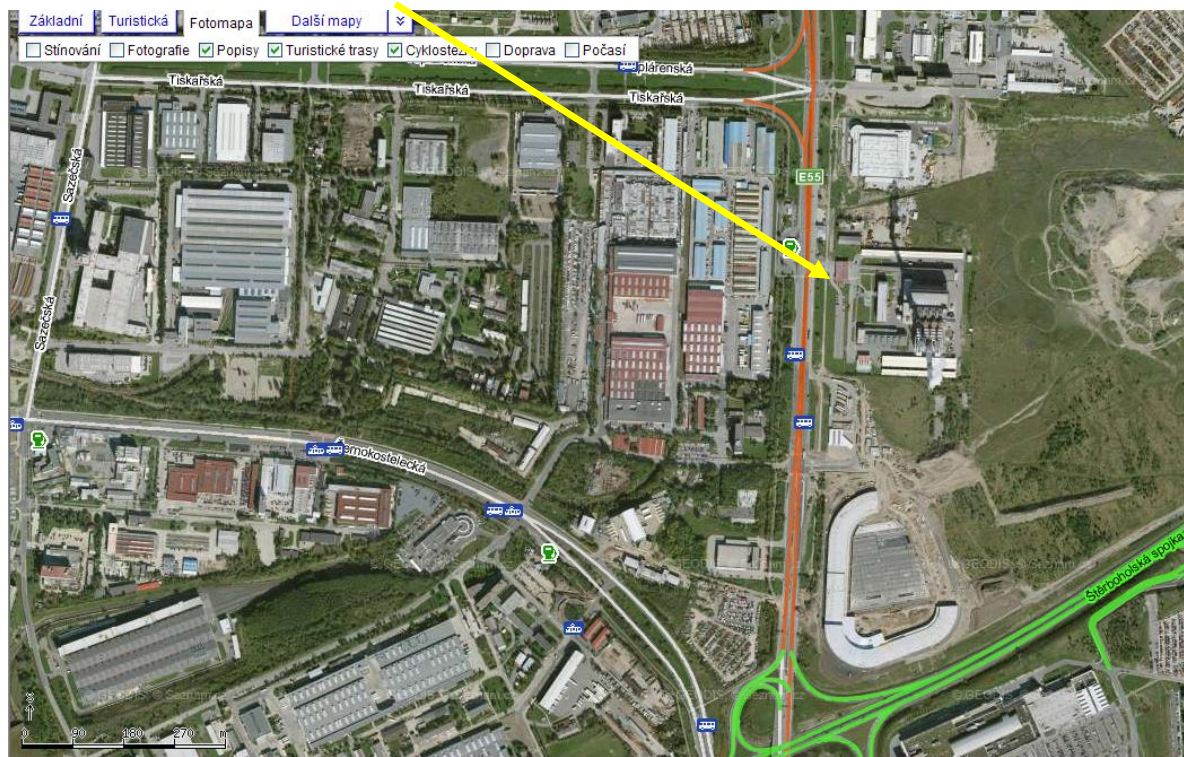 Základní Turistická Fotomapa Další mapy
Stínování Fotografie Popisy Turistické trasy Cyklostezky Doprava Počasí
Tiskařská Tiskařská Tiskařská
Sazečská
E55
Sazečská
Štěrboholská spojka
0 90 180 270 m